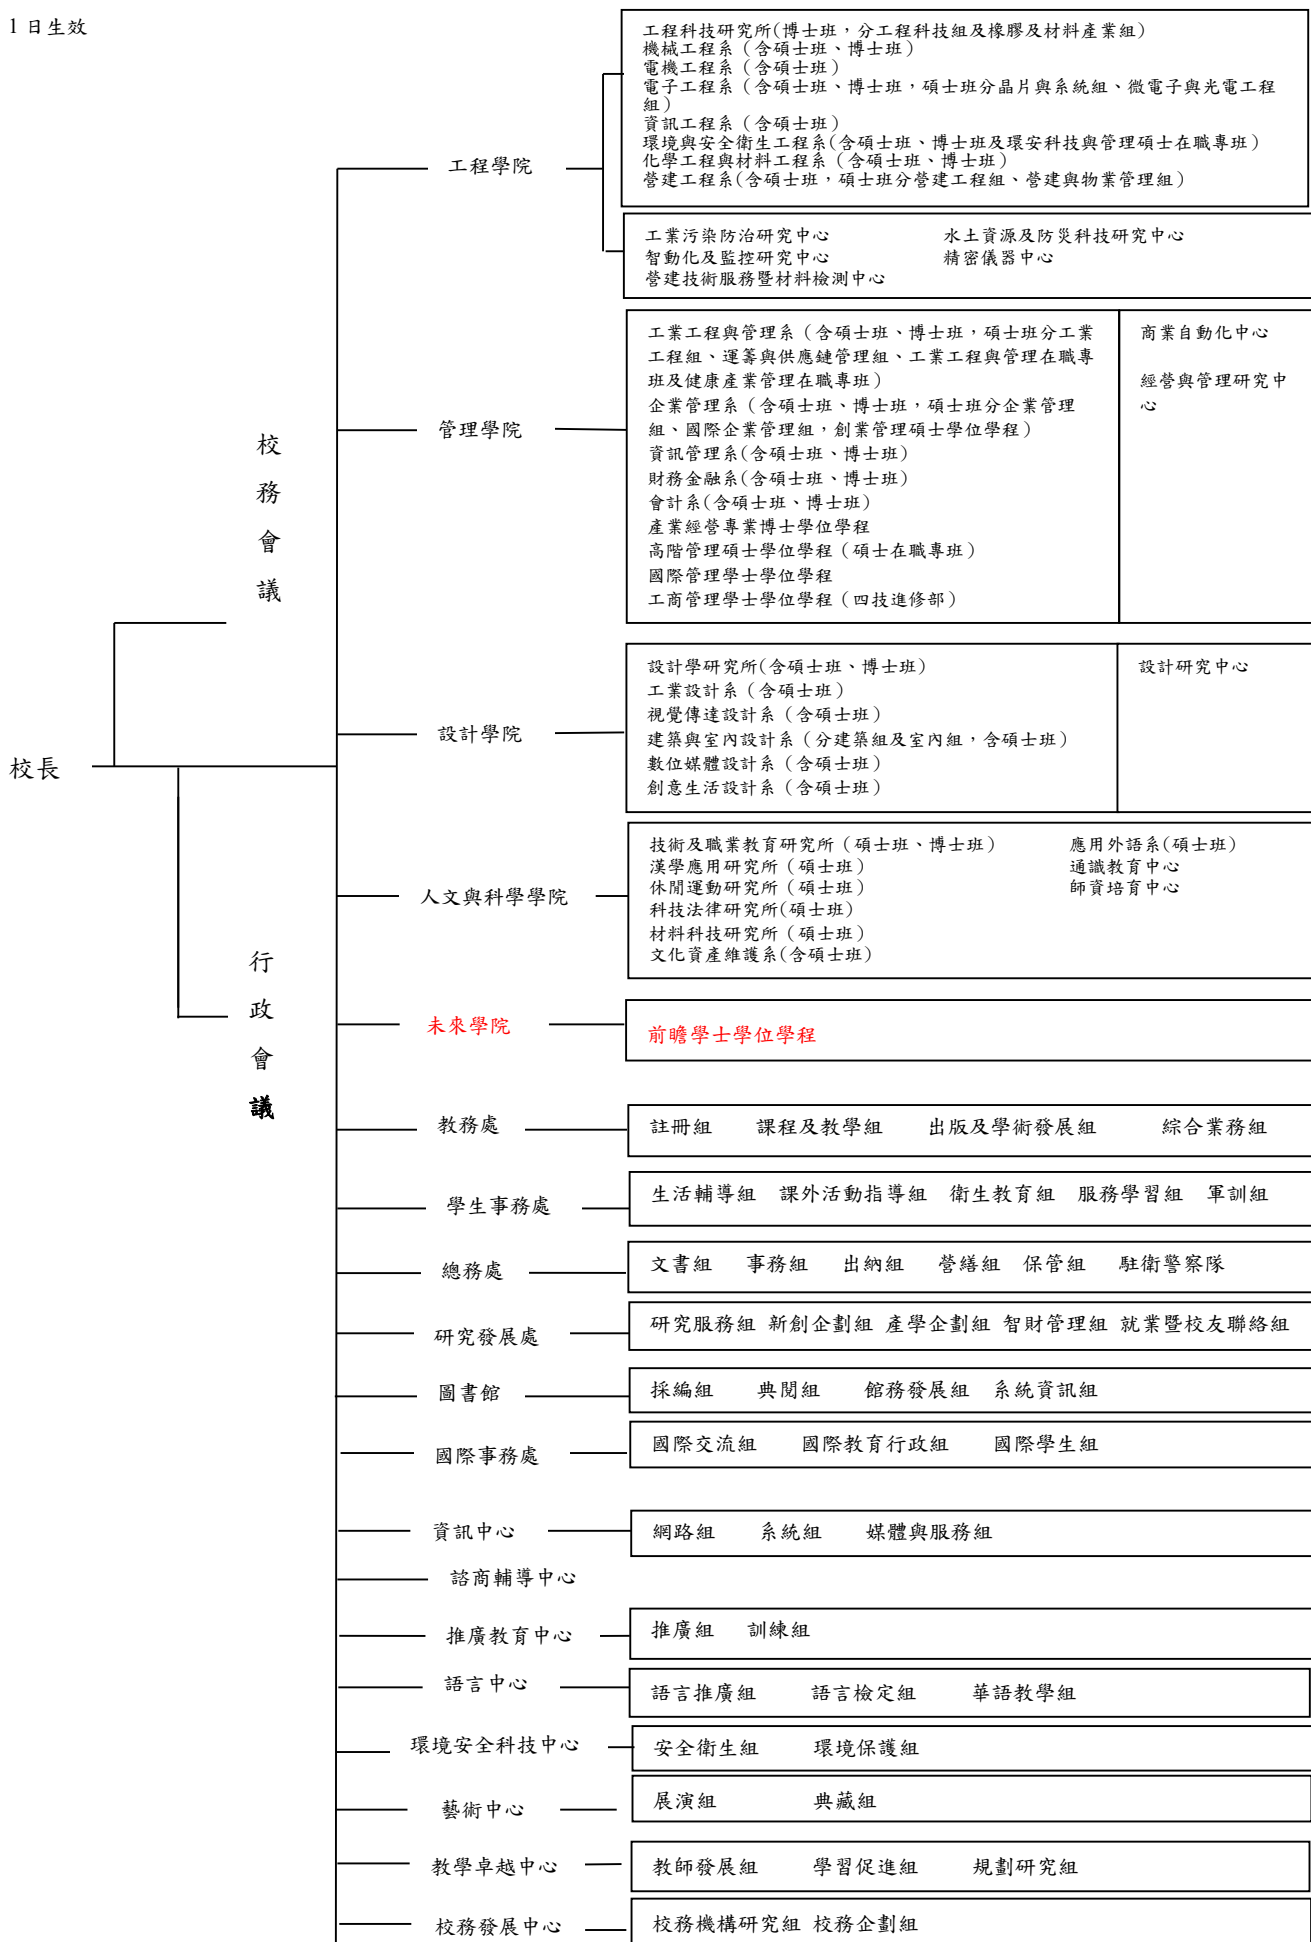 1 日生效
校長
校務會議
行政會議
工程學院
工程科技研究所(博士班，分工程科技組及橡膠及材料產業組)
機械工程系（含碩士班、博士班）
電機工程系（含碩士班）
電子工程系（含碩士班、博士班，碩士班分晶片與系統組、微電子與光電工程
組）
資訊工程系（含碩士班）
環境與安全衛生工程系(含碩士班、博士班及環安科技與管理碩士在職專班）
化學工程與材料工程系（含碩士班、博士班）
營建工程系(含碩士班，碩士班分營建工程組、營建與物業管理組)
工業污染防治研究中心 水土資源及防災科技研究中心
智動化及監控研究中心 精密儀器中心
營建技術服務暨材料檢測中心
管理學院
工業工程與管理系（含碩士班、博士班，碩士班分工業
工程組、運籌與供應鏈管理組、工業工程與管理在職專
班及健康產業管理在職專班）
企業管理系（含碩士班、博士班，碩士班分企業管理
組、國際企業管理組，創業管理碩士學位學程）
資訊管理系(含碩士班、博士班）
財務金融系(含碩士班、博士班）
會計系(含碩士班、博士班）
產業經營專業博士學位學程
高階管理碩士學位學程（碩士在職專班）
國際管理學士學位學程
工商管理學士學位學程（四技進修部）
商業自動化中心
經營與管理研究中
心
設計學院
設計學研究所(含碩士班、博士班）
工業設計系（含碩士班）
視覺傳達設計系（含碩士班）
建築與室內設計系（分建築組及室內組，含碩士班）
數位媒體設計系（含碩士班）
創意生活設計系（含碩士班）
設計研究中心
人文與科學學院
技術及職業教育研究所（碩士班、博士班） 應用外語系(碩士班）
漢學應用研究所（碩士班） 通識教育中心
休閒運動研究所（碩士班） 師資培育中心
科技法律研究所(碩士班）
材料科技研究所（碩士班）
文化資產維護系(含碩士班）
未來學院
前瞻學士學位學程
教務處
註冊組 課程及教學組 出版及學術發展組 綜合業務組
學生事務處
生活輔導組 課外活動指導組 衛生教育組 服務學習組 軍訓組
總務處
文書組 事務組 出納組 營繕組 保管組 駐衛警察隊
研究發展處
研究服務組 新創企劃組 產學企劃組 智財管理組 就業暨校友聯絡組
圖書館
採編組 典閱組 館務發展組 系統資訊組
國際事務處
國際交流組 國際教育行政組 國際學生組
資訊中心
網路組 系統組 媒體與服務組
諮商輔導中心
推廣教育中心
推廣組 訓練組
語言中心
語言推廣組 語言檢定組 華語教學組
環境安全科技中心
安全衛生組 環境保護組
藝術中心
展演組 典藏組
教學卓越中心
教師發展組 學習促進組 規劃研究組
校務發展中心
校務機構研究組 校務企劃組